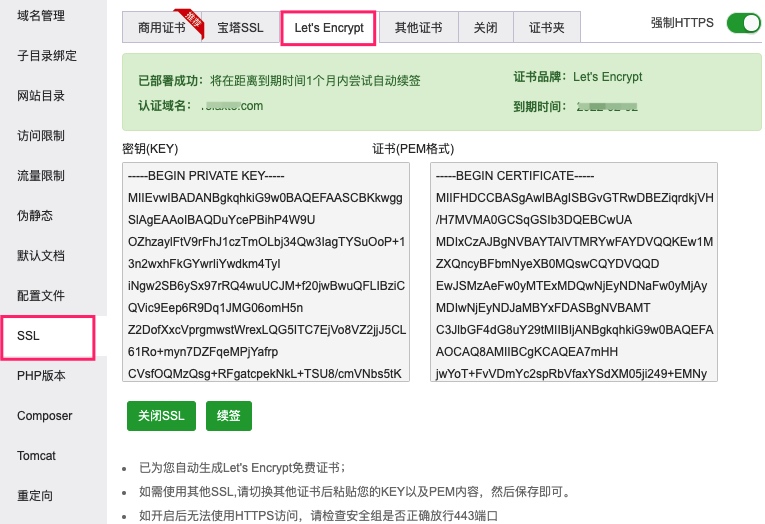 域名管理
子目录绑定
网站目录
访问限制
流量限制
伪静态
默认文档
配置文件
SSL
PHP版本
Composer
Tomcat
重定向
商用证书 推荐 宝塔SSL Let's Encrypt 其他证书 关闭 证书夹
强制HTTPS
已部署成功：将在距离到期时间1个月内尝试自动续签
证书品牌：Let's Encrypt
认证域名：
到期时间：
密钥(KEY)
证书(PEM格式)
-----BEGIN PRIVATE KEY-----
MIIEvwIBADANBgkqhkiG9w0BAQEFAASCBKkwgg
SlAgEAAoIBAQDuYcePBihP4W9U
OZhzaylFtV9rFhJ1czTmOLbj34Qw3IagTYSuOoP+1
3n2wxhFkGYwrliYwdkm4TyI
iNgw2SB6ySx97rRQ4wuUCJM+f20jwBwuQFLIBziC
QVic9Eep6R9Dq1JMG06omH5n
Z2DofXxcVprgmwstWrexLQG5ITC7EjVo8VZ2jjJ5CL
61Ro+myn7DZFqeMPjYafrp
CVsfOQMzQsg+RFgatcpekNkL+TSU8/cmVNbs5tK
-----BEGIN CERTIFICATE-----
MIIFHDCCBASgAwIBAgISBGvGTRwDBEZiqrdkjVH
/H7MVMA0GCSqGSIb3DQEBCwUA
MDIxCzAJBgNVBAYTAlVTMRYwFAYDVQQKEw1M
ZXQncyBFbmNyeXB0MQswCQYDVQQD
EwJSMzAeFw0yMTExMDQwNjEyNDNaFw0yMjAy
MDIwNjEyNDJaMBYxFDASBgNVBAMT
C3JlbGF4dG8uY29tMIIBIjANBgkqhkiG9w0BAQEFA
AOCAQ8AMIIBCgKCAQEA7mHH
jwYoT+FvVDmYc2spRbVfaxYSdXM05ji249+EMNy
关闭SSL 续签
已为您自动生成Let's Encrypt免费证书；
如需使用其他SSL,请切换其他证书后粘贴您的KEY以及PEM内容，然后保存即可。
如开启后无法使用HTTPS访问，请检查安全组是否正确放行443端口